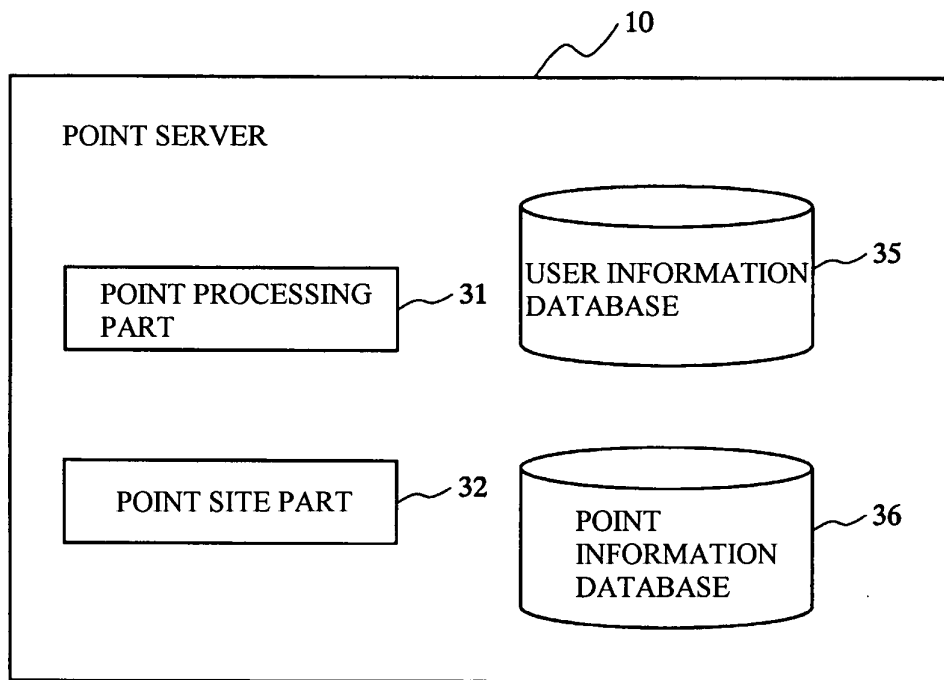 10
POINT SERVER
POINT PROCESSING
PART
31
USER INFORMATION
DATABASE
35
POINT SITE PART
32
POINT
INFORMATION
DATABASE
36